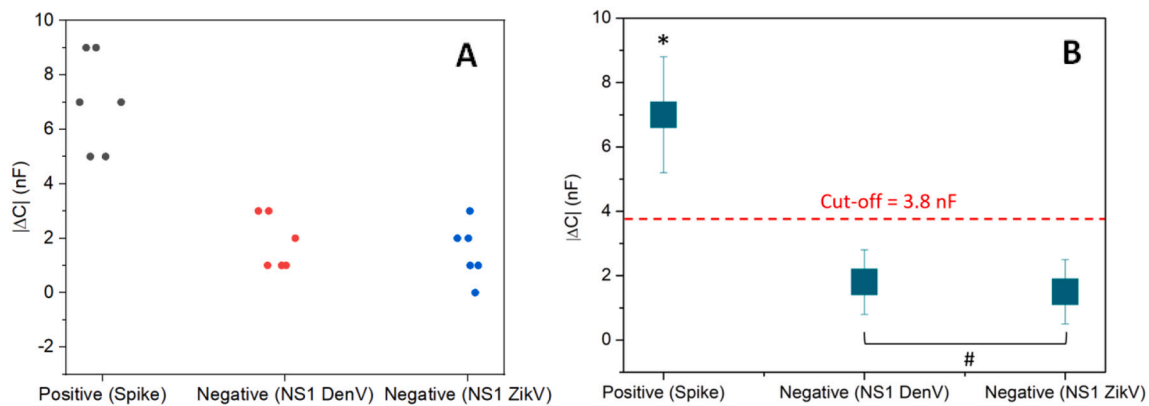 A
10
8
6
4
2
0
-2
|ΔC| (nF)
Positive (Spike) Negative (NS1 DenV) Negative (NS1 ZikV)
B
10
8
6
4
2
0
|ΔC| (nF)
*
Cut-off = 3.8 nF
#
Positive (Spike) Negative (NS1 DenV) Negative (NS1 ZikV)